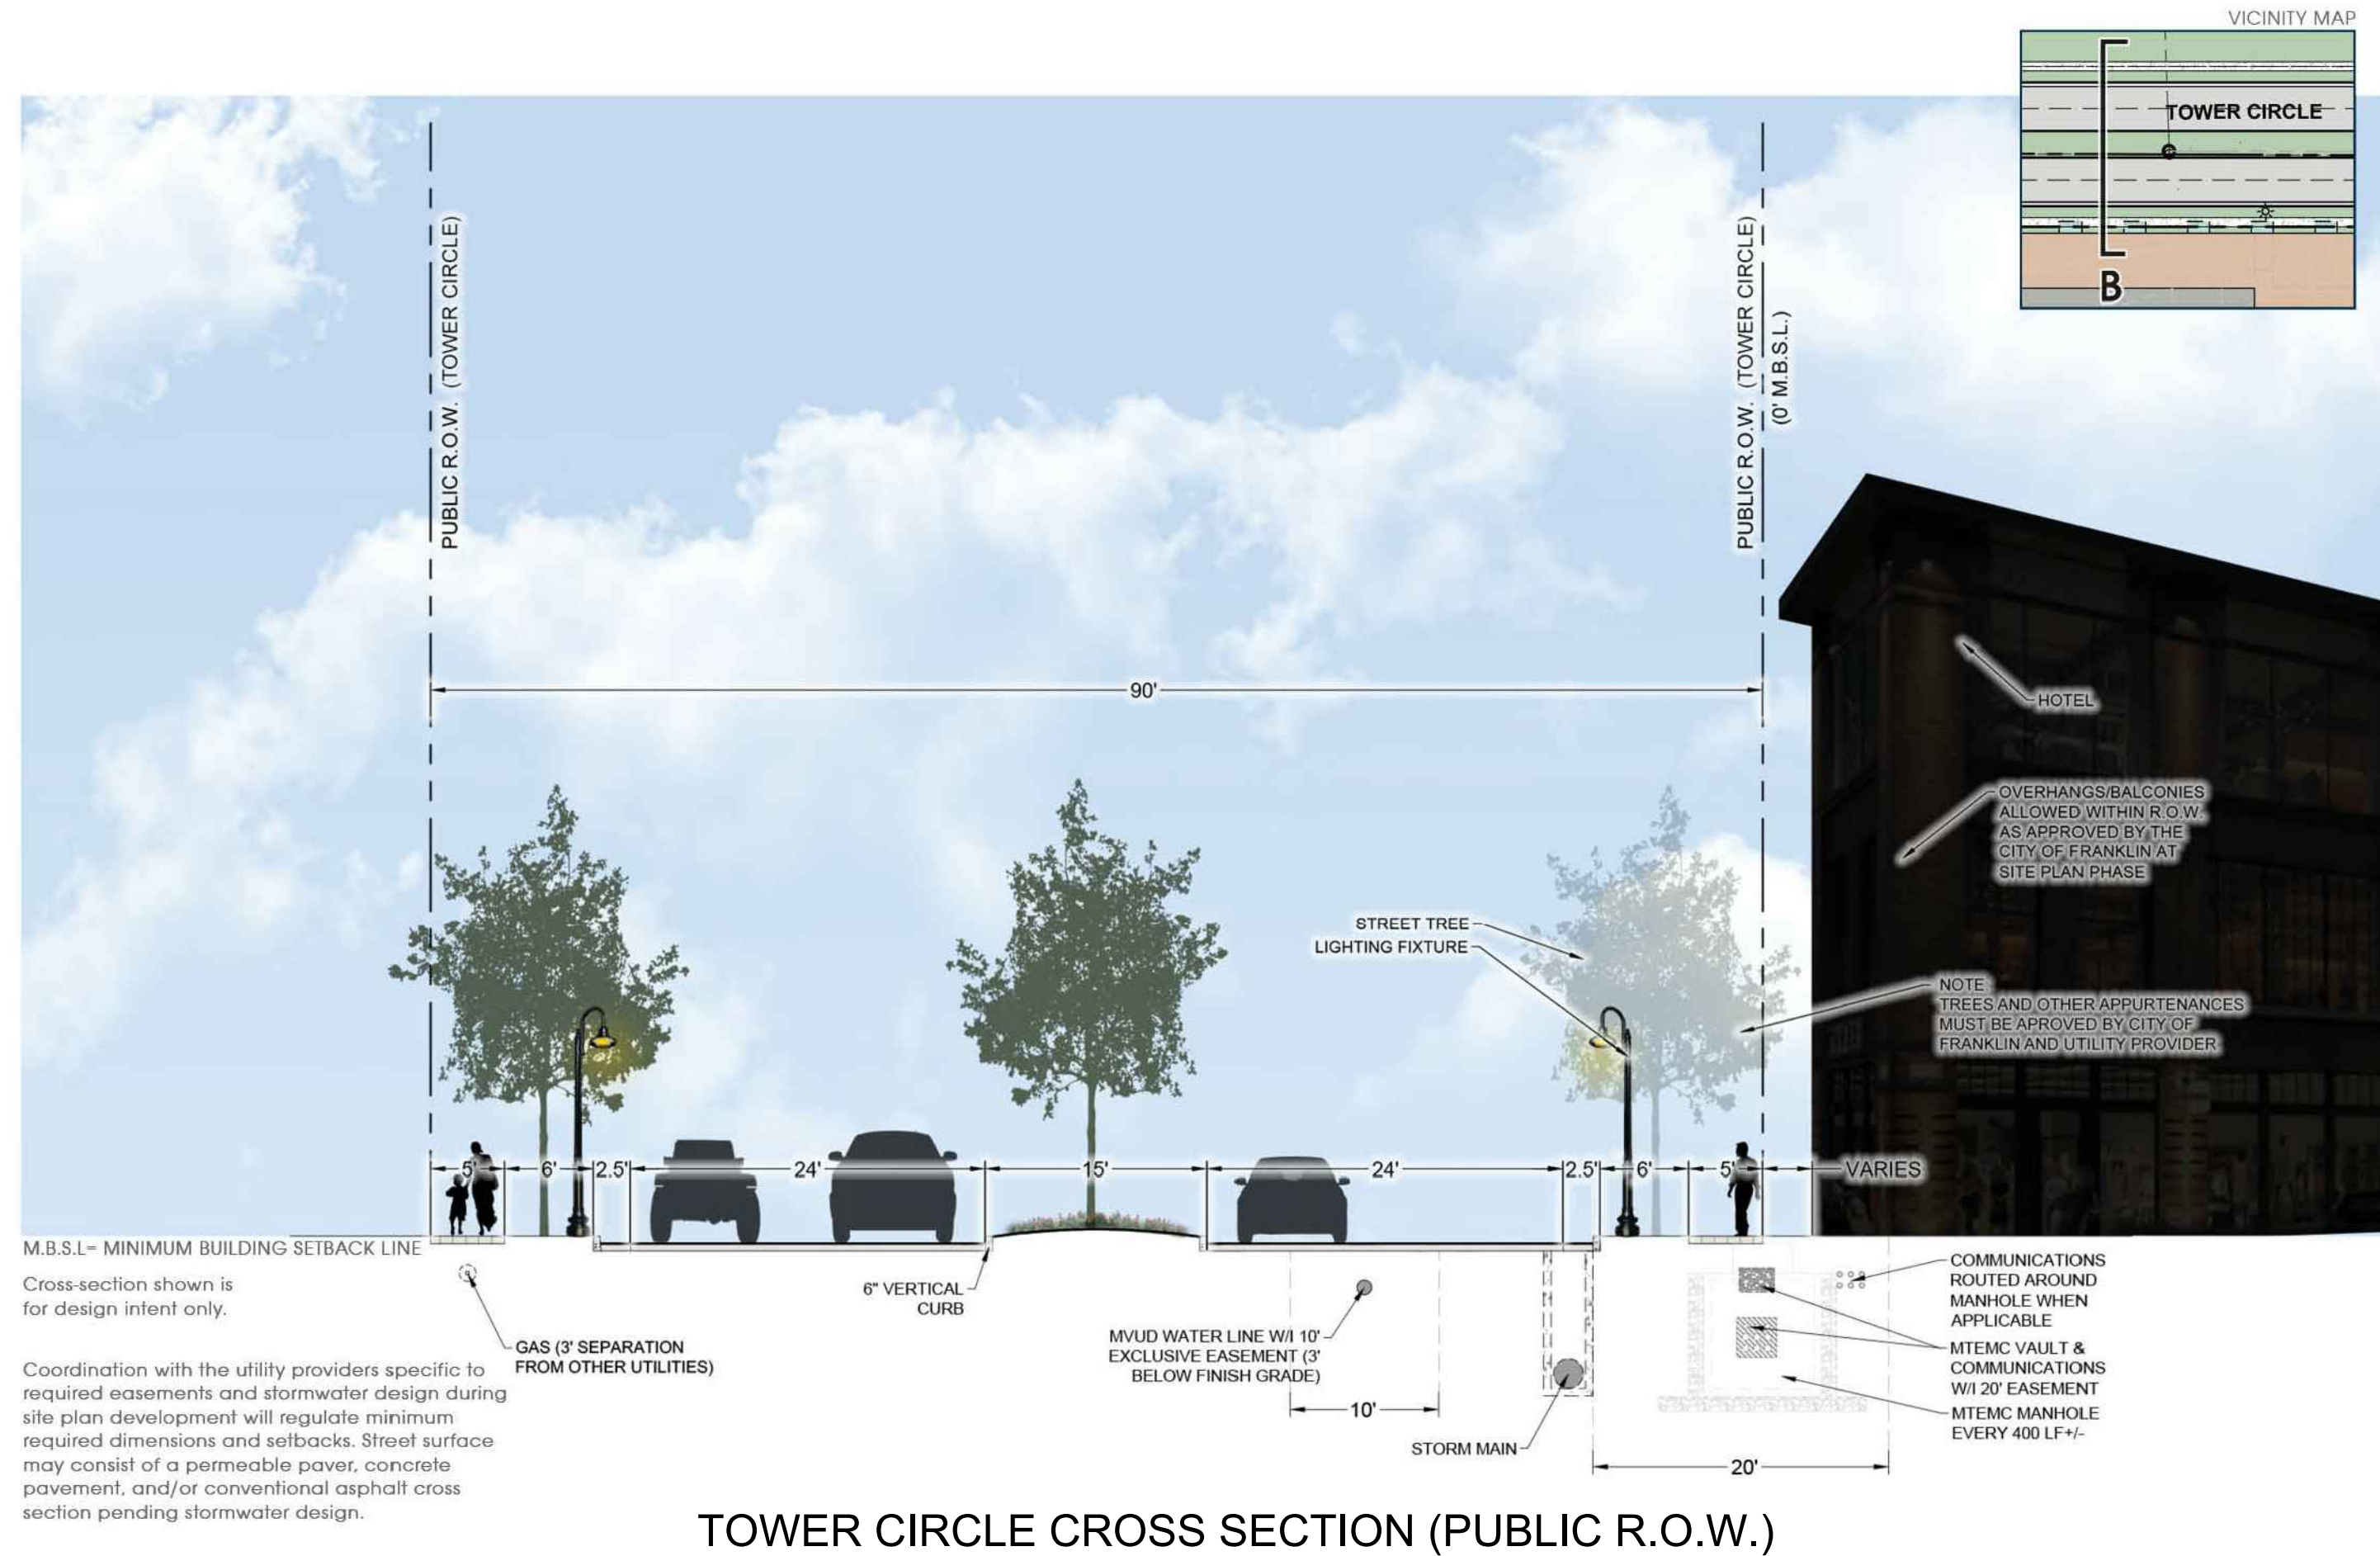 VICINITY MAP
TOWER CIRCLE
B
PUBLIC R.O.W. (TOWER CIRCLE)
PUBLIC R.O.W. (TOWER CIRCLE)
(0' M.B.S.L.)
90'
HOTEL
OVERHANGS/BALCONIES
ALLOWED WITHIN R.O.W.
AS APPROVED BY THE
CITY OF FRANKLIN AT
SITE PLAN PHASE
STREET TREE
LIGHTING FIXTURE
NOTE
TREES AND OTHER APPURTENANCES
MUST BE APROVED BY CITY OF
FRANKLIN AND UTILITY PROVIDER
5' 6' 2.5' 24' 15' 24' 2.5' 6' 5' VARIES
M.B.S.L= MINIMUM BUILDING SETBACK LINE
Cross-section shown is
for design intent only.
GAS (3' SEPARATION
FROM OTHER UTILITIES)
6" VERTICAL
CURB
MVUD WATER LINE W/I 10'
EXCLUSIVE EASEMENT (3'
BELOW FINISH GRADE)
10'
STORM MAIN
COMMUNICATIONS
ROUTED AROUND
MANHOLE WHEN
APPLICABLE
MTEMC VAULT &
COMMUNICATIONS
W/I 20' EASEMENT
MTEMC MANHOLE
EVERY 400 LF+/-
20'
Coordination with the utility providers specific to
required easements and stormwater design during
site plan development will regulate minimum
required dimensions and setbacks. Street surface
may consist of a permeable paver, concrete
pavement, and/or conventional asphalt cross
section pending stormwater design.
TOWER CIRCLE CROSS SECTION (PUBLIC R.O.W.)